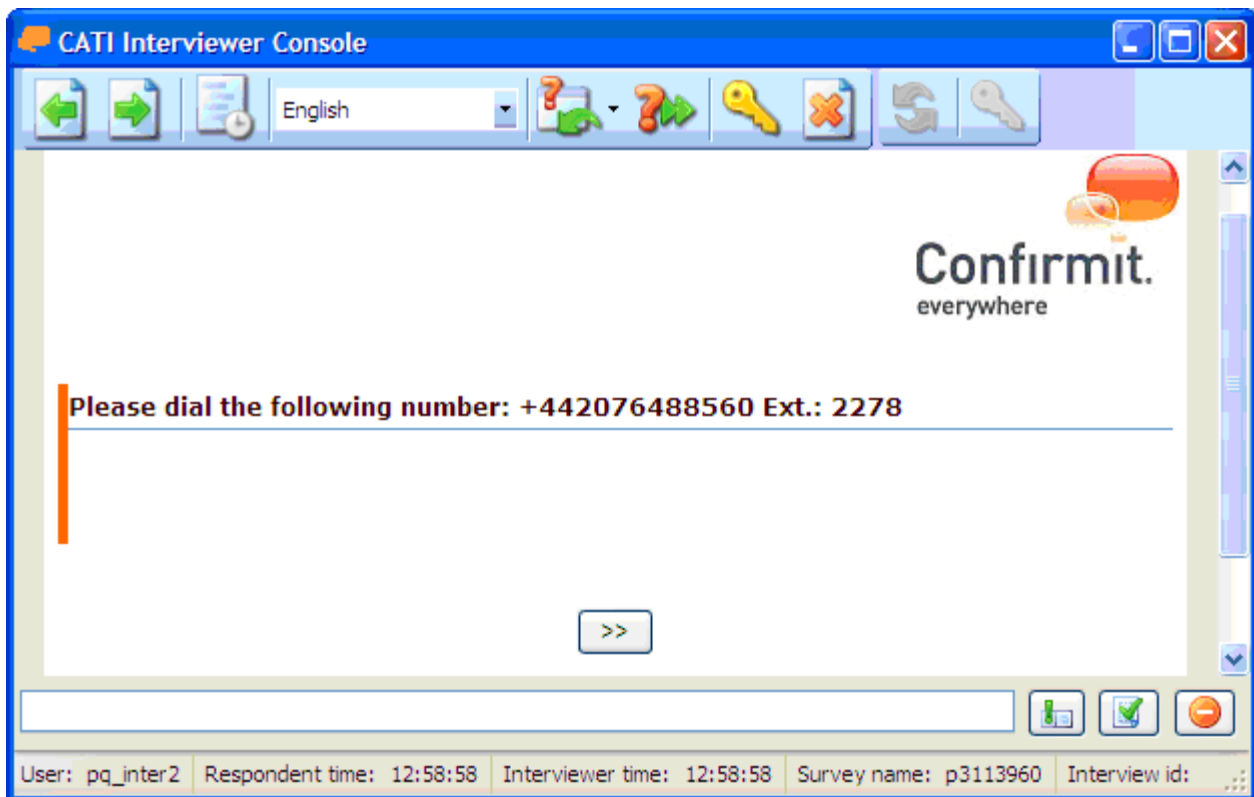 CATI Interviewer Console
English
Confirmit.
everywhere
Please dial the following number: +442076488560 Ext.: 2278
>>
User: pq_inter2 Respondent time: 12:58:58 Interviewer time: 12:58:58 Survey name: p3113960 Interview id: